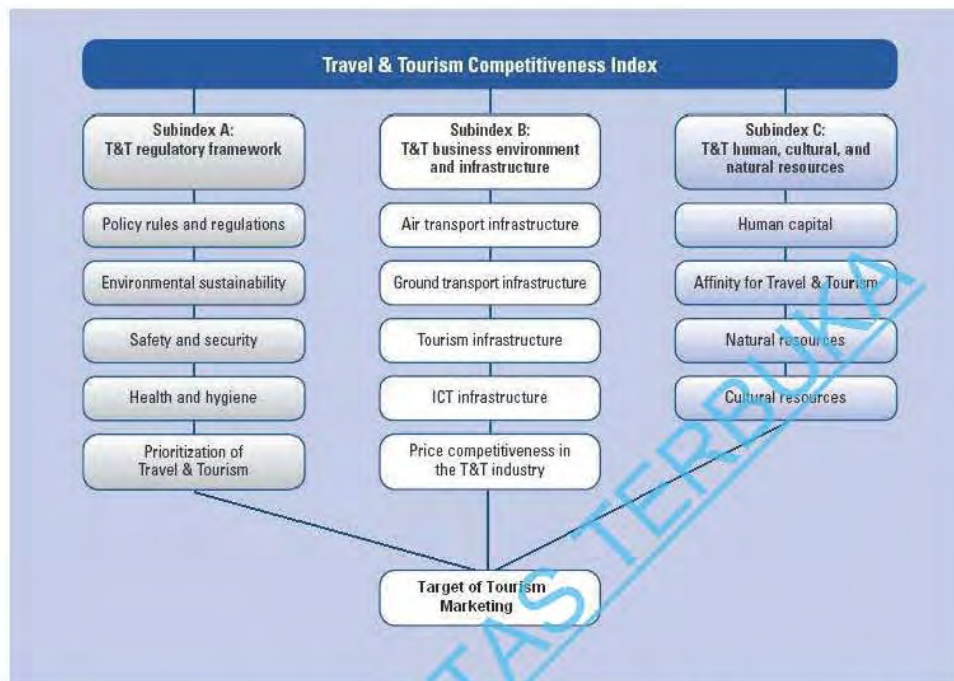 Travel & Tourism Competitiveness Index
Subindex A:
T&T regulatory framework
Policy rules and regulations
Environmental sustainability
Safety and security
Health and hygiene
Prioritization of
Travel & Tourism
Subindex B:
T&T business environment
and infrastructure
Air transport infrastructure
Ground transport infrastructure
Tourism infrastructure
ICT infrastructure
Price competitiveness in
the T&T industry
Subindex C:
T&T human, cultural, and
natural resources
Human capital
Affinity for Travel & Tourism
Natural resources
Cultural resources
Target of Tourism
Marketing
TAS TERBUKA